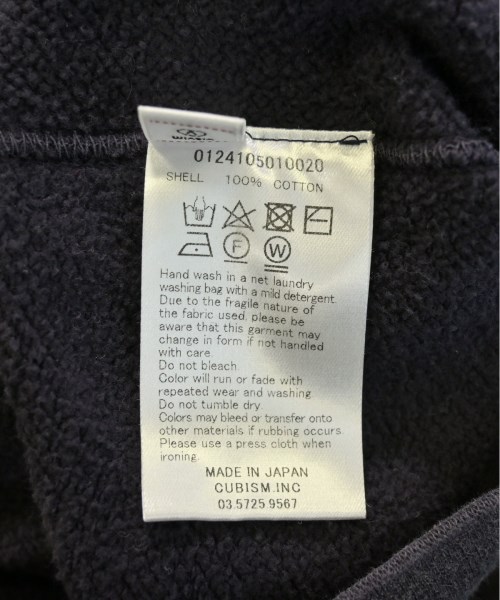 0124105010020
SHELL 100% COTTON
F
W
Hand wash in a net laundry
washing bag with a mild detergent.
Due to the fragile nature of
the fabric used, please be
aware that this garment may
change in form if not handled
with care.
Do not bleach.
Color will run or fade with
repeated wear and washing
Do not tumble dry.
Colors may bleed or transfer onto
other materials if rubbing occurs.
Please use a press cloth when
ironing.
MADE IN JAPAN
CUBISM.INC
03.5725.9567